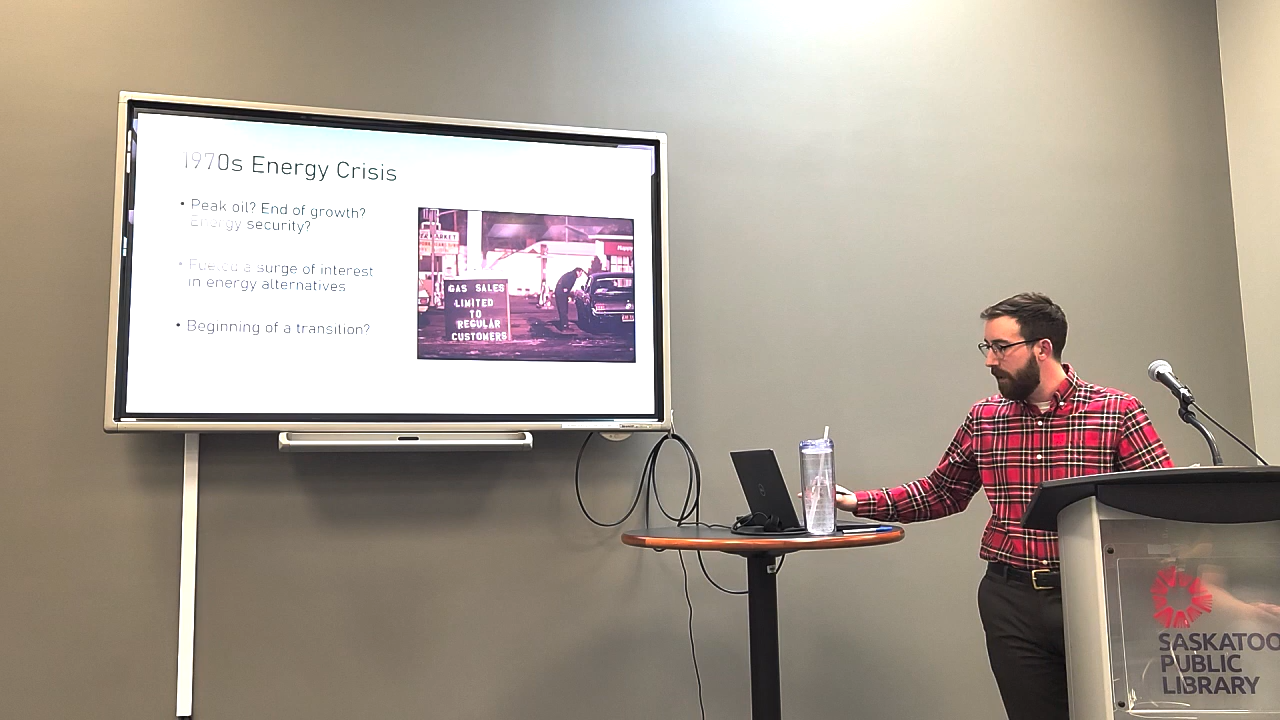 1970s Energy Crisis
• Peak oil? End of growth?
Energy security?
• Fueled a surge of interest
in energy alternatives
• Beginning of a transition?
GAS SALES
LIMITED
TO
REGULAR
CUSTOMERS
SASKATOO
PUBLIC
LIBRARY